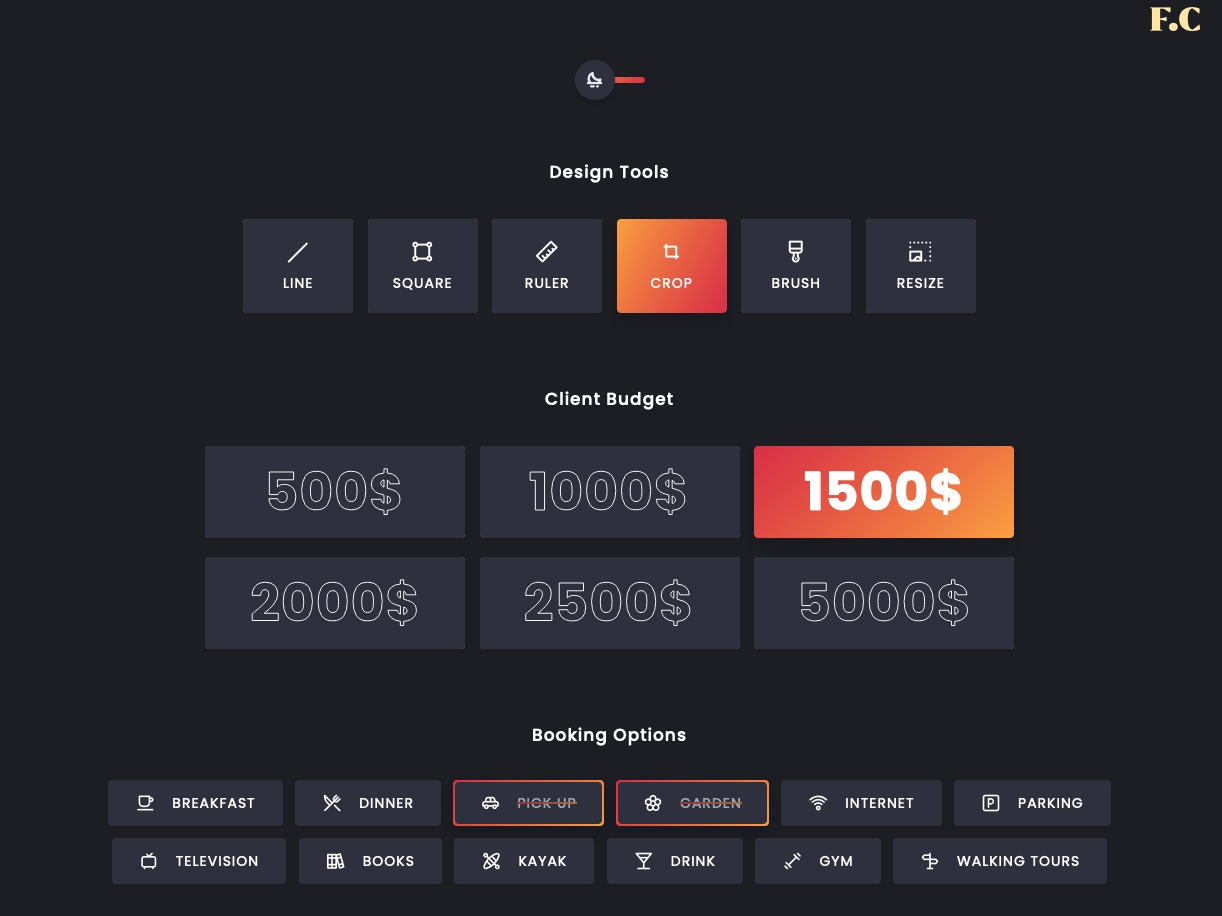 F.C
Design Tools
LINE SQUARE RULER CROP BRUSH RESIZE
Client Budget
500$ 1000$ 1500$
2000$ 2500$ 5000$
Booking Options
BREAKFAST DINNER PICK UP GARDEN INTERNET P PARKING
TELEVISION BOOKS KAYAK DRINK GYM WALKING TOURS